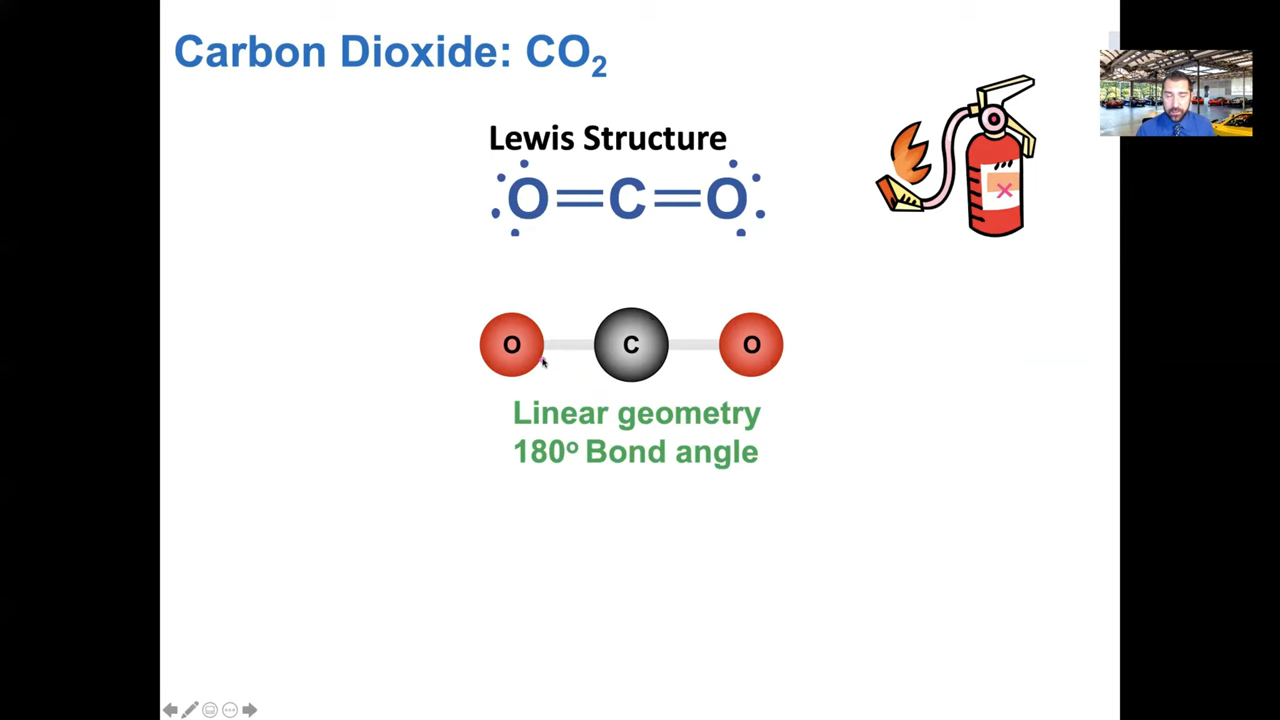 Carbon Dioxide: CO₂
Lewis Structure
O=C=O
O C O
Linear geometry
180º Bond angle